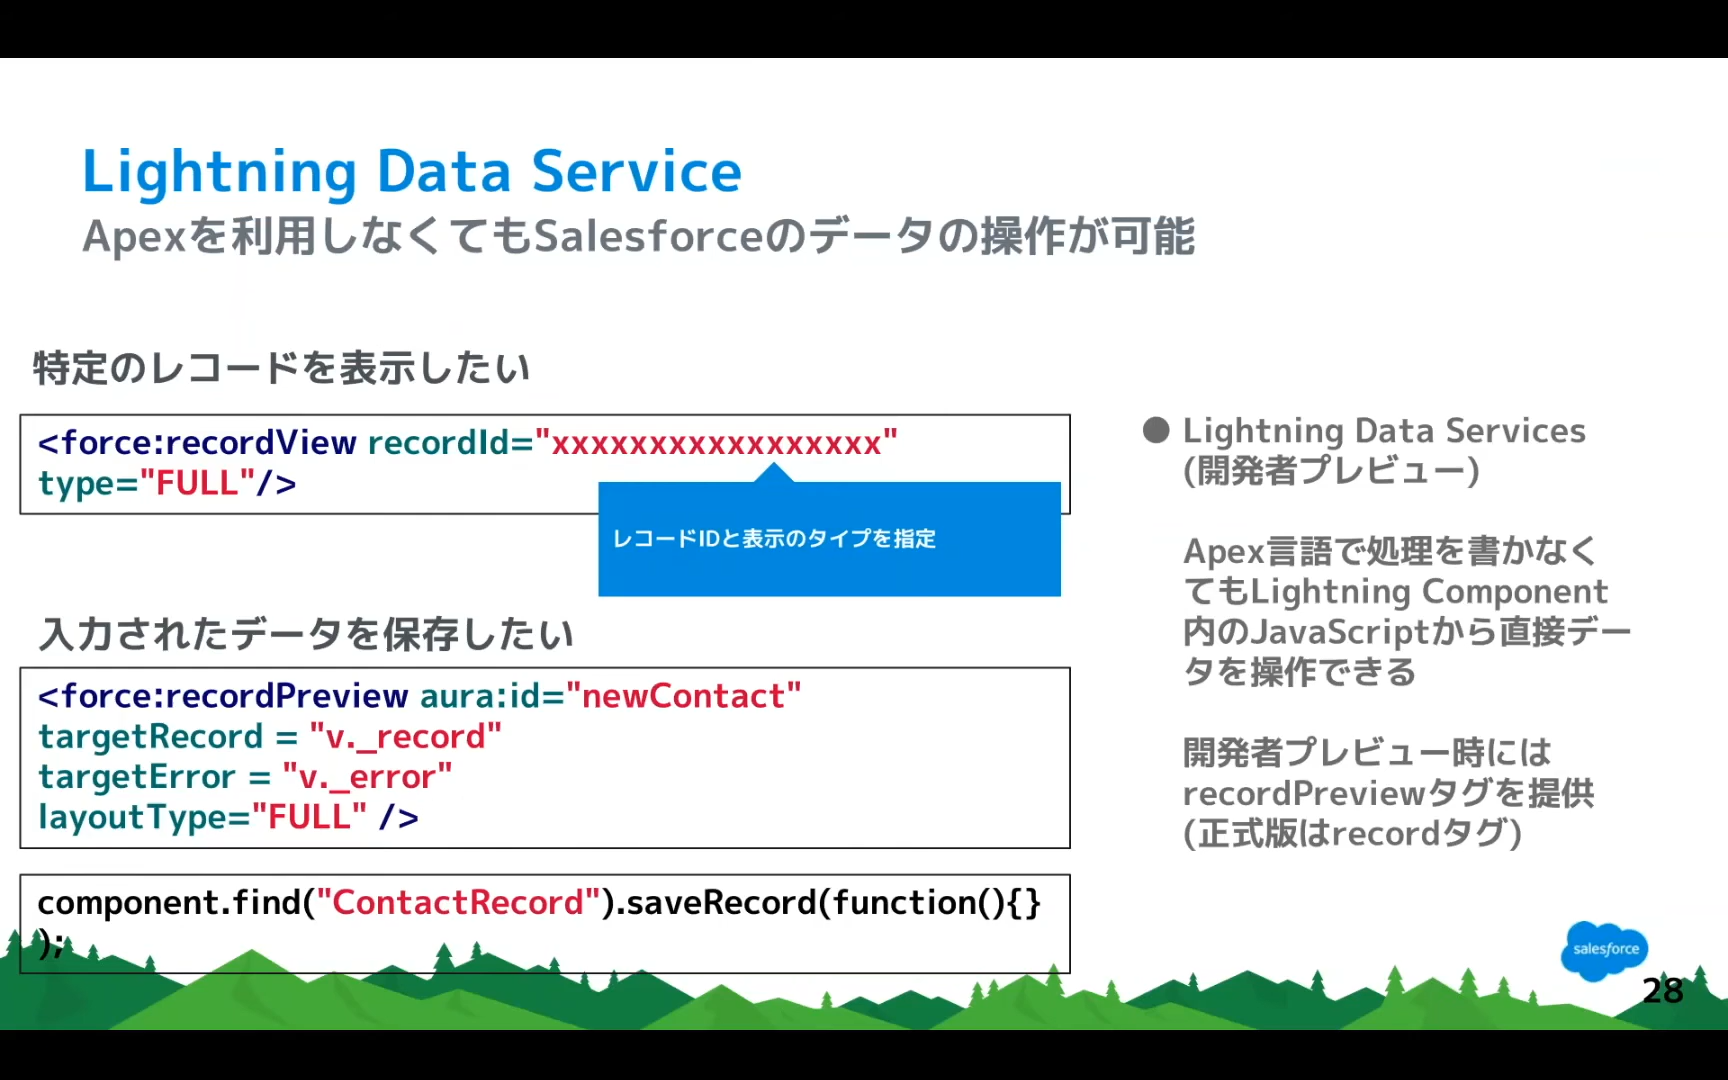 Lightning Data Service
Apexを利用しなくてもSalesforceのデータの操作が可能
特定のレコードを表示したい
<force:recordView recordId="xxxxxxxxxxxxxxxxx"
type="FULL"/>
レコードIDと表示のタイプを指定
入力されたデータを保存したい
<force:recordPreview aura:id="newContact"
targetRecord = "v._record"
targetError = "v._error"
layoutType="FULL" />
component.find("ContactRecord").saveRecord(function(){}
);
● Lightning Data Services
(開発者プレビュー)
Apex言語で処理を書かなく
てもLightning Component
内のJavaScriptから直接デー
タを操作できる
開発者プレビュー時には
recordPreviewタグを提供
(正式版はrecordタグ)
salesforce
28